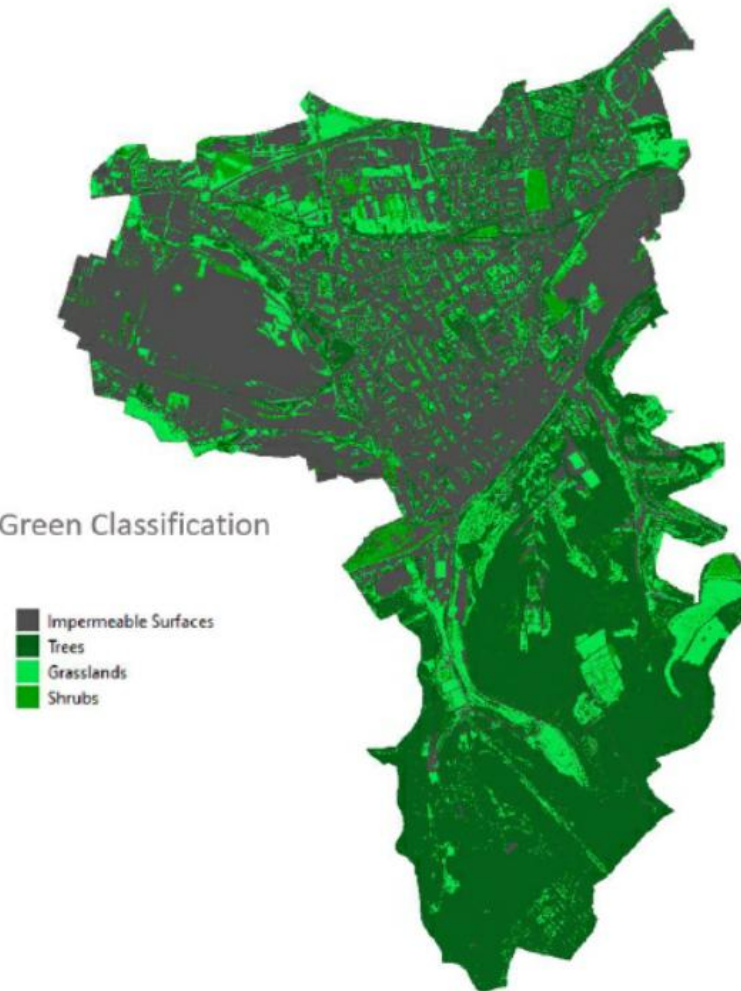 Green Classification
Impermeable Surfaces
Trees
Grasslands
Shrubs